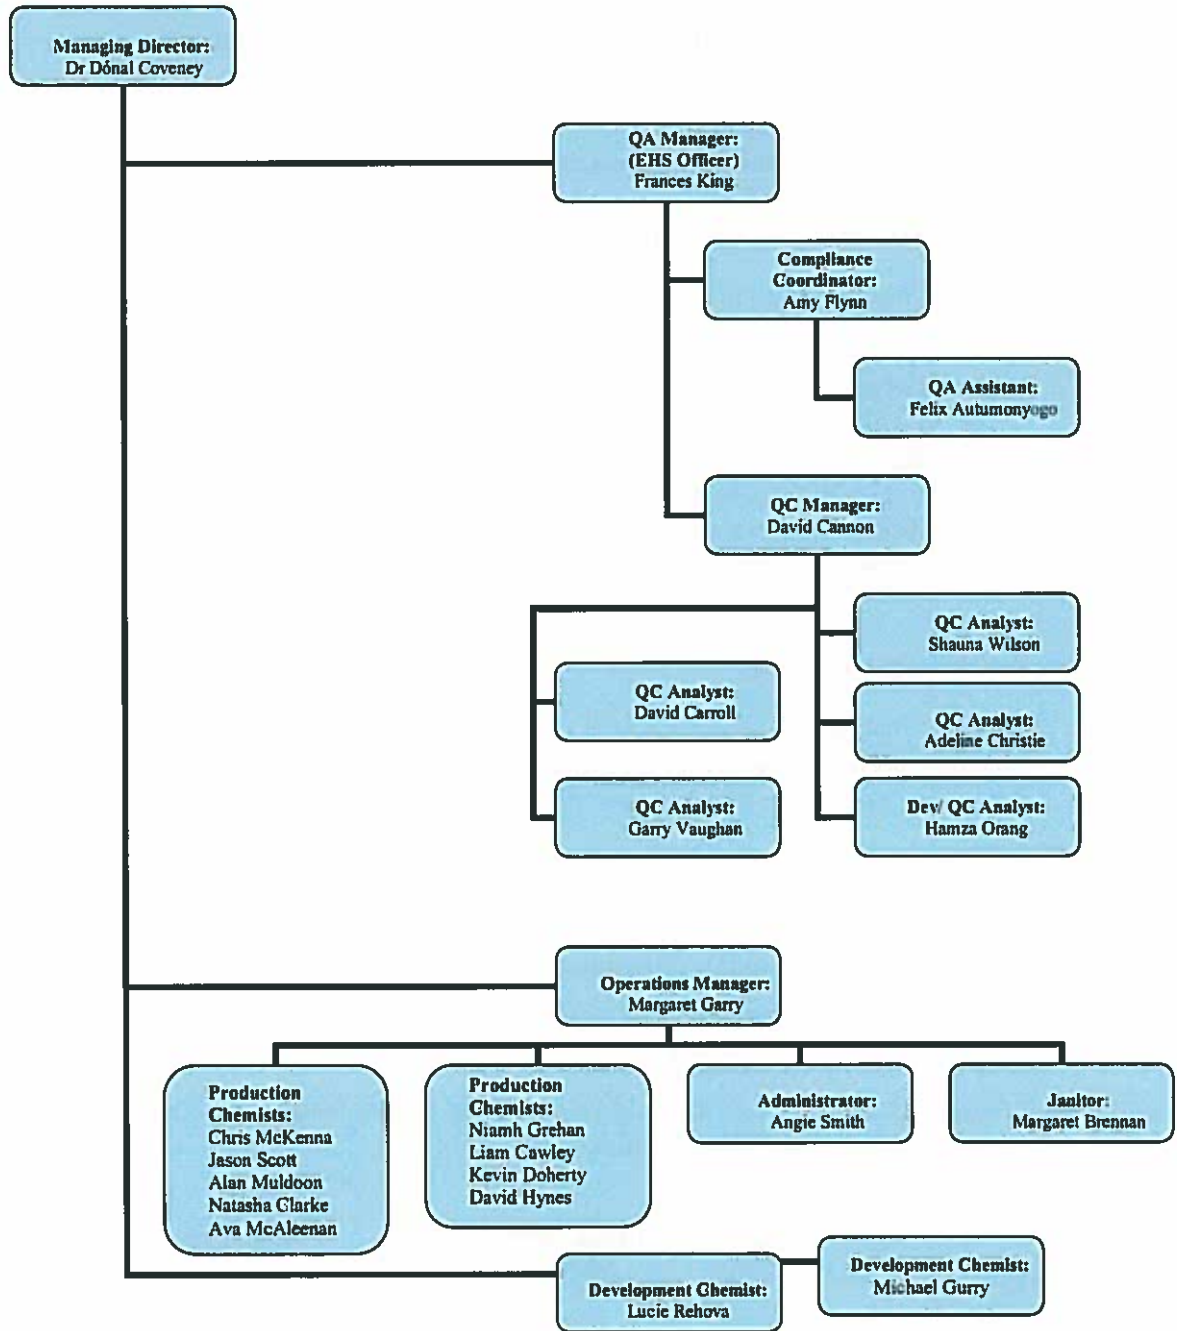 Managing Director:
Dr Dónal Coveney
QA Manager:
(EHS Officer)
Frances King
Compliance
Coordinator:
Amy Flynn
QA Assistant:
Felix Autumonyogo
QC Manager:
David Cannon
QC Analyst:
Shauna Wilson
QC Analyst:
David Carroll
QC Analyst:
Adeline Christie
QC Analyst:
Garry Vaughan
Dev/ QC Analyst:
Hamza Orang
Operations Manager:
Margaret Garry
Production
Chemists:
Chris McKenna
Jason Scott
Alan Muldoon
Natasha Clarke
Ava McAleenan
Production
Chemists:
Niamh Grehan
Liam Cawley
Kevin Doherty
David Hynes
Administrator:
Angie Smith
Janitor:
Margaret Brennan
Development Chemist:
Lucie Rehova
Development Chemist:
Michael Gurry